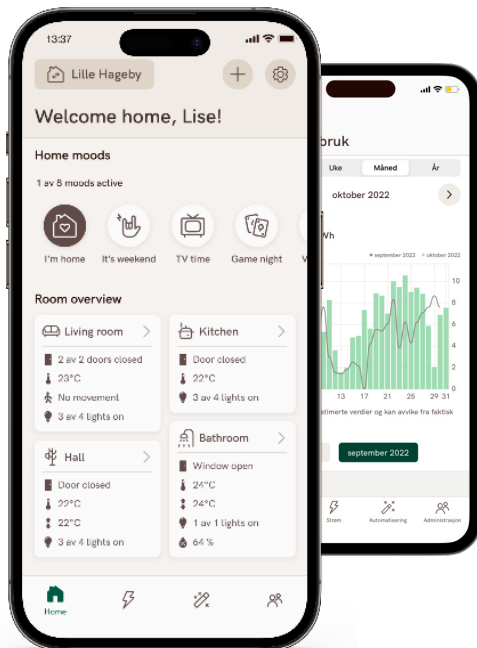 13:37
Lille Hageby
Welcome home, Lise!
Home moods
1 av 8 moods active
I'm home
It's weekend
TV time
Game night
Room overview
Living room
2 av 2 doors closed
23°C
No movement
3 av 4 lights on
Kitchen
Door closed
22°C
3 av 4 lights on
Hall
Door closed
22°C
22°C
3 av 4 lights on
Bathroom
Window open
24°C
24°C
1 av 1 lights on
64 %
Home
bruk
Uke
Måned
År
oktober 2022
Wh
september 2022
oktober 2022
10
8
6
4
2
0
13
17
21
25
29 31
stimerte verdier og kan avvike fra faktisk
september 2022
Strøm
Automatisering
Administrasjon